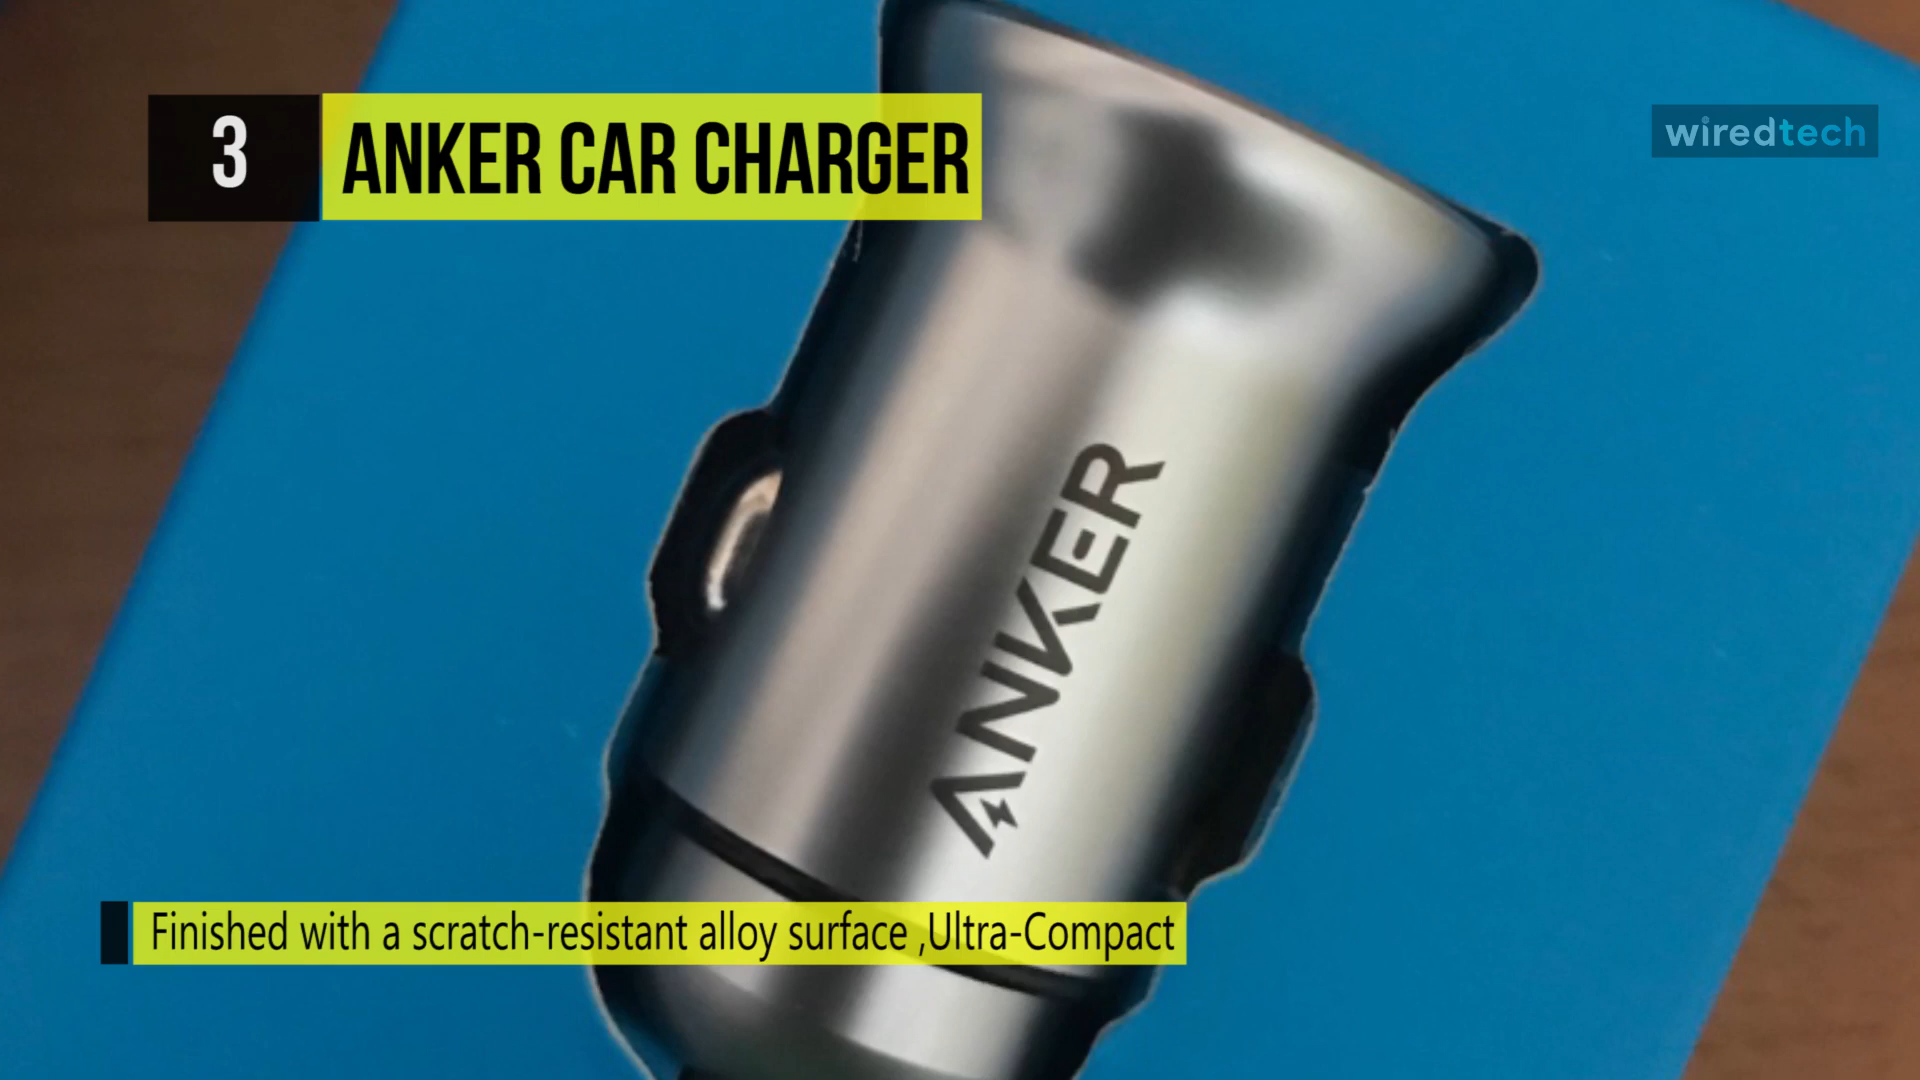 3 ANKER CAR CHARGER
wiredtech
ANKER
Finished with a scratch-resistant alloy surface ,Ultra-Compact